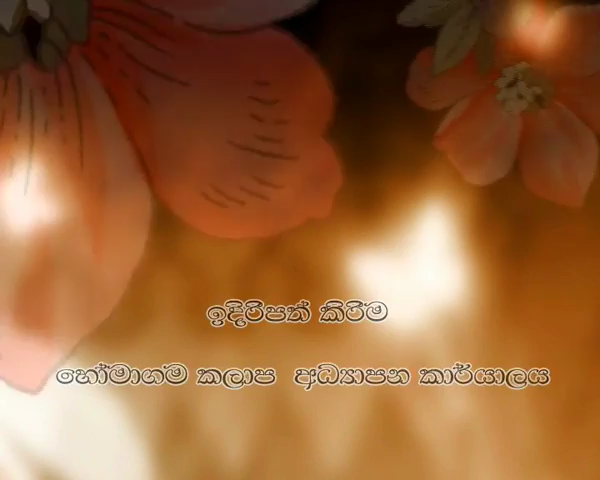 ඉදිරිපත් කිරිම
හෝමාගම කලාප අධ්‍යාපන කාර්යාලය